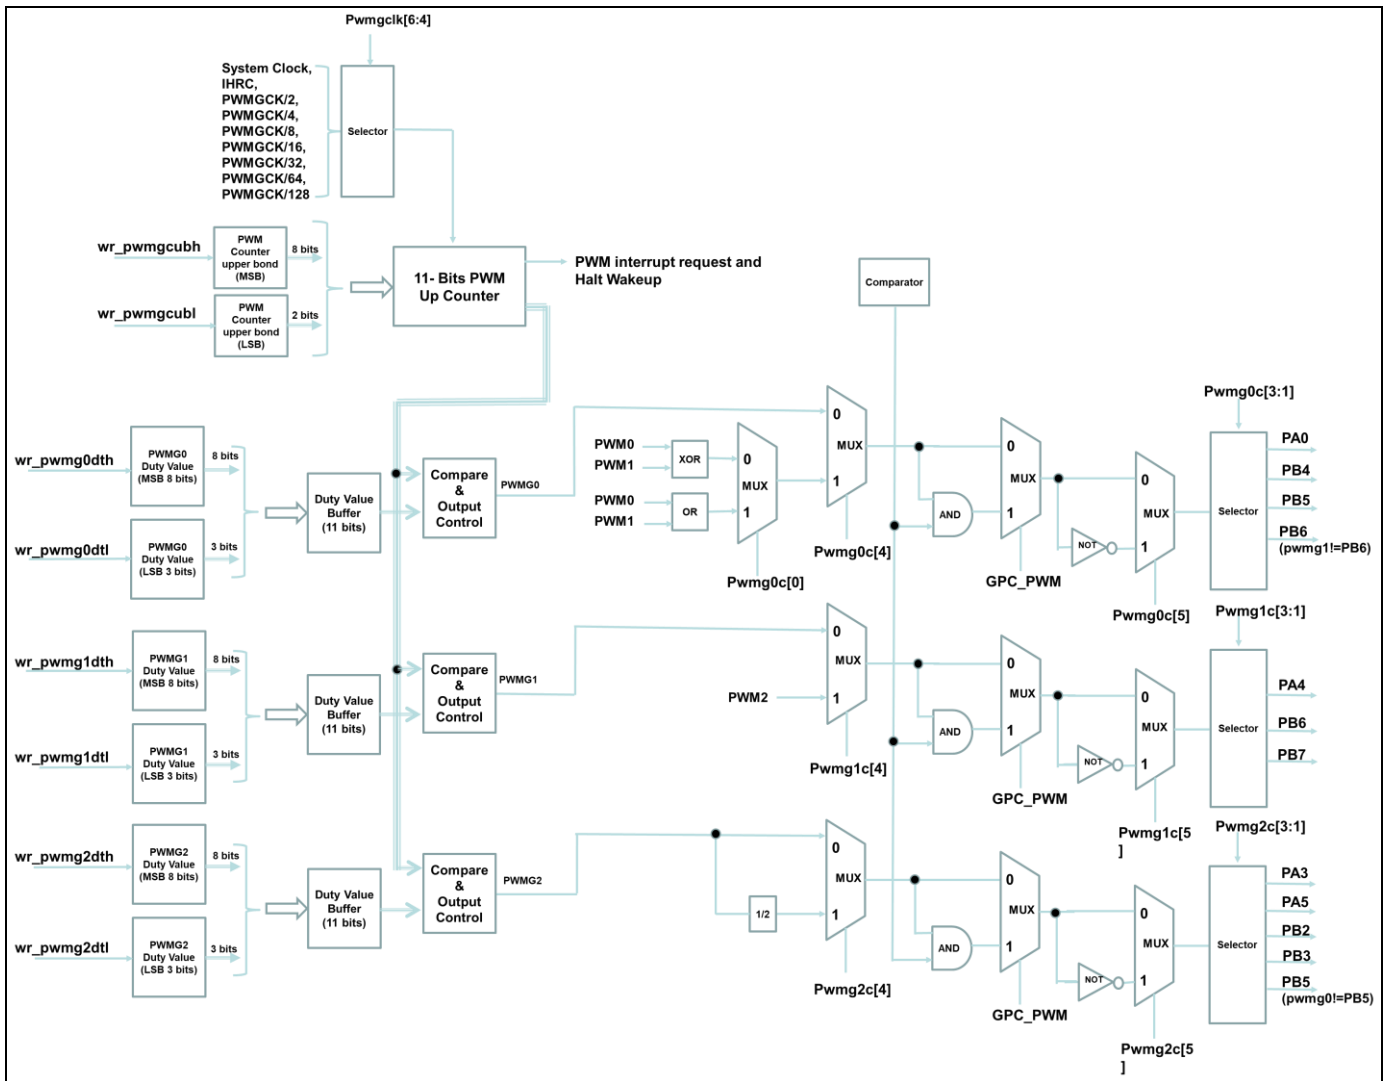 Pwmgclk[6:4]
System Clock,
IHRC,
PWMGCK/2,
PWMGCK/4,
PWMGCK/8,
PWMGCK/16,
PWMGCK/32,
PWMGCK/64,
PWMGCK/128
Selector
wr_pwmgcubh
PWM
Counter
upper bond
(MSB)
8 bits
wr_pwmgcubl
PWM
Counter
upper bond
(LSB)
2 bits
11- Bits PWM
Up Counter
PWM interrupt request and
Halt Wakeup
Comparator
wr_pwmg0dth
PWMG0
Duty Value
(MSB 8 bits)
8 bits
wr_pwmg0dtl
PWMG0
Duty Value
(LSB 3 bits)
3 bits
Duty Value
Buffer
(11 bits)
Compare
&
Output
Control
PWMG0
PWM0
PWM1
XOR
PWM0
PWM1
OR
0
MUX
1
Pwmg0c[0]
0
MUX
1
Pwmg0c[4]
AND
0
MUX
1
GPC_PWM
NOT
0
MUX
1
Pwmg0c[5]
Pwmg0c[3:1]
Selector
PA0
PB4
PB5
PB6
(pwmg1!=PB6)
wr_pwmg1dth
PWMG1
Duty Value
(MSB 8 bits)
8 bits
wr_pwmg1dtl
PWMG1
Duty Value
(LSB 3 bits)
3 bits
Duty Value
Buffer
(11 bits)
Compare
&
Output
Control
PWMG1
PWM2
0
MUX
1
Pwmg1c[4]
AND
0
MUX
1
GPC_PWM
NOT
0
MUX
1
Pwmg1c[5
]
Pwmg1c[3:1]
Selector
PA4
PB6
PB7
wr_pwmg2dth
PWMG2
Duty Value
(MSB 8 bits)
8 bits
wr_pwmg2dtl
PWMG2
Duty Value
(LSB 3 bits)
3 bits
Duty Value
Buffer
(11 bits)
Compare
&
Output
Control
PWMG2
1/2
0
MUX
1
Pwmg2c[4]
AND
0
MUX
1
GPC_PWM
NOT
0
MUX
1
Pwmg2c[5
]
Pwmg2c[3:1]
Selector
PA3
PA5
PB2
PB3
PB5
(pwmg0!=PB5)